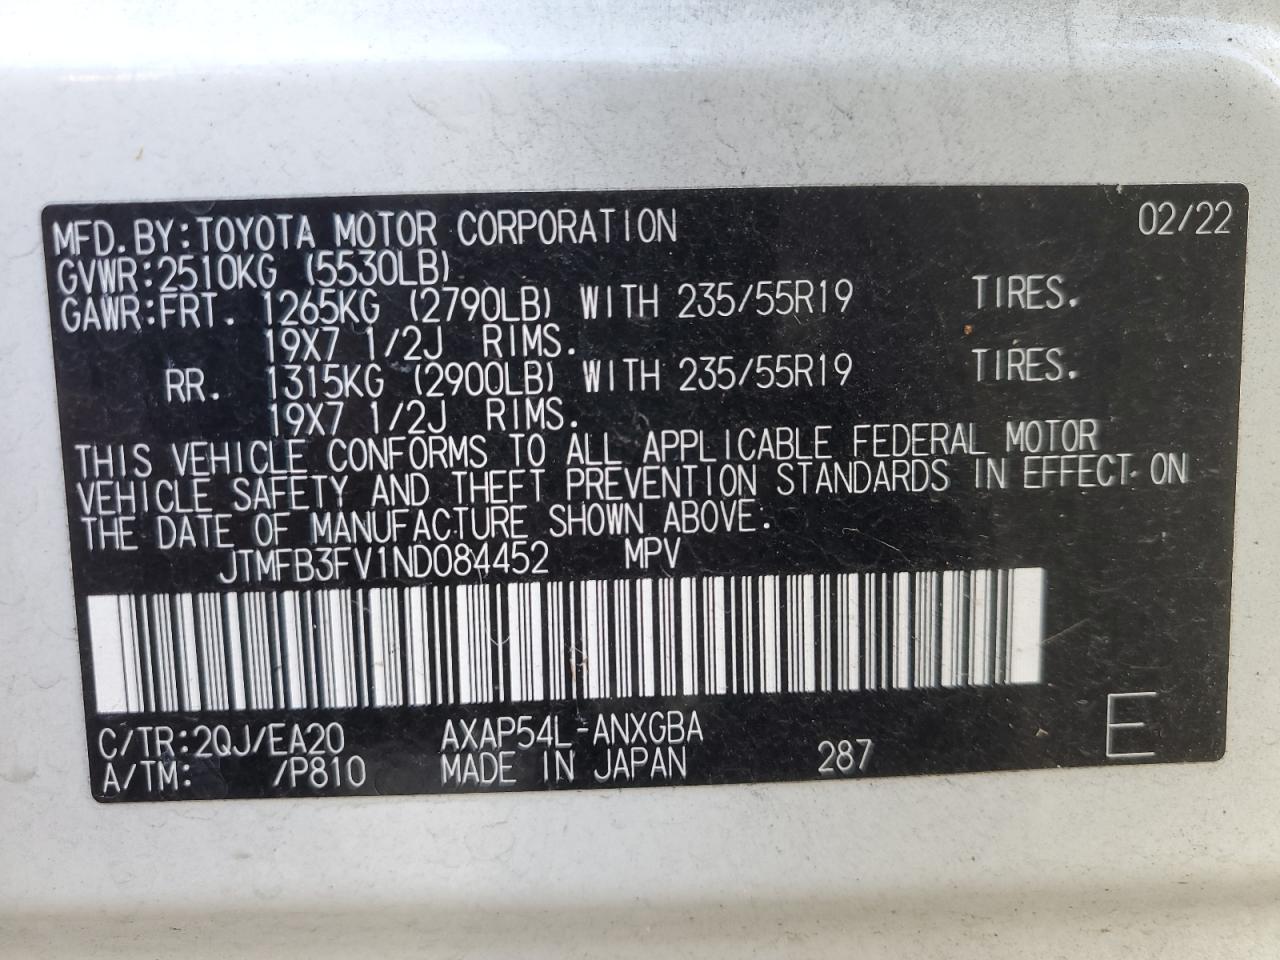 MFD. BY: TOYOTA MOTOR CORPORATION 02/22
GVWR: 2510KG (5530LB)
GAWR: FRT. 1265KG (2790LB) WITH 235/55R19 TIRES.
19X7 1/2J RIMS.
RR. 1315KG (2900LB) WITH 235/55R19 TIRES.
19X7 1/2J RIMS.
THIS VEHICLE CONFORMS TO ALL APPLICABLE FEDERAL MOTOR
VEHICLE SAFETY AND THEFT PREVENTION STANDARDS IN EFFECT ON
THE DATE OF MANUFACTURE SHOWN ABOVE.
JTMFB3FV1ND084452 MPV
C/TR: 2QJ/EA20 AXAP54L-ANXGBA
A/TM: /P810 MADE IN JAPAN 287 E